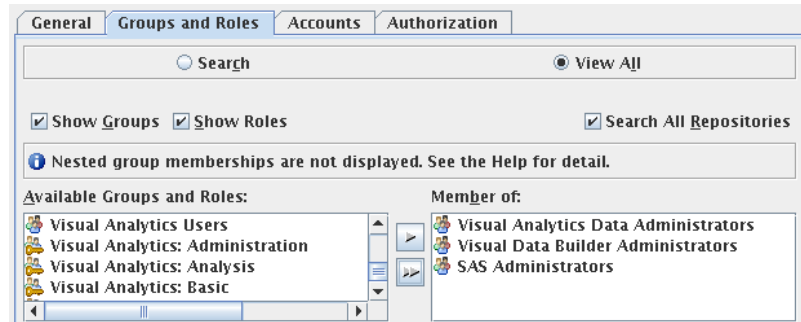 General Groups and Roles Accounts Authorization
Search View All
Show Groups Show Roles Search All Repositories
Nested group memberships are not displayed. See the Help for detail.
Available Groups and Roles: Member of:
Visual Analytics Users Visual Analytics Data Administrators
Visual Analytics: Administration Visual Data Builder Administrators
Visual Analytics: Analysis SAS Administrators
Visual Analytics: Basic